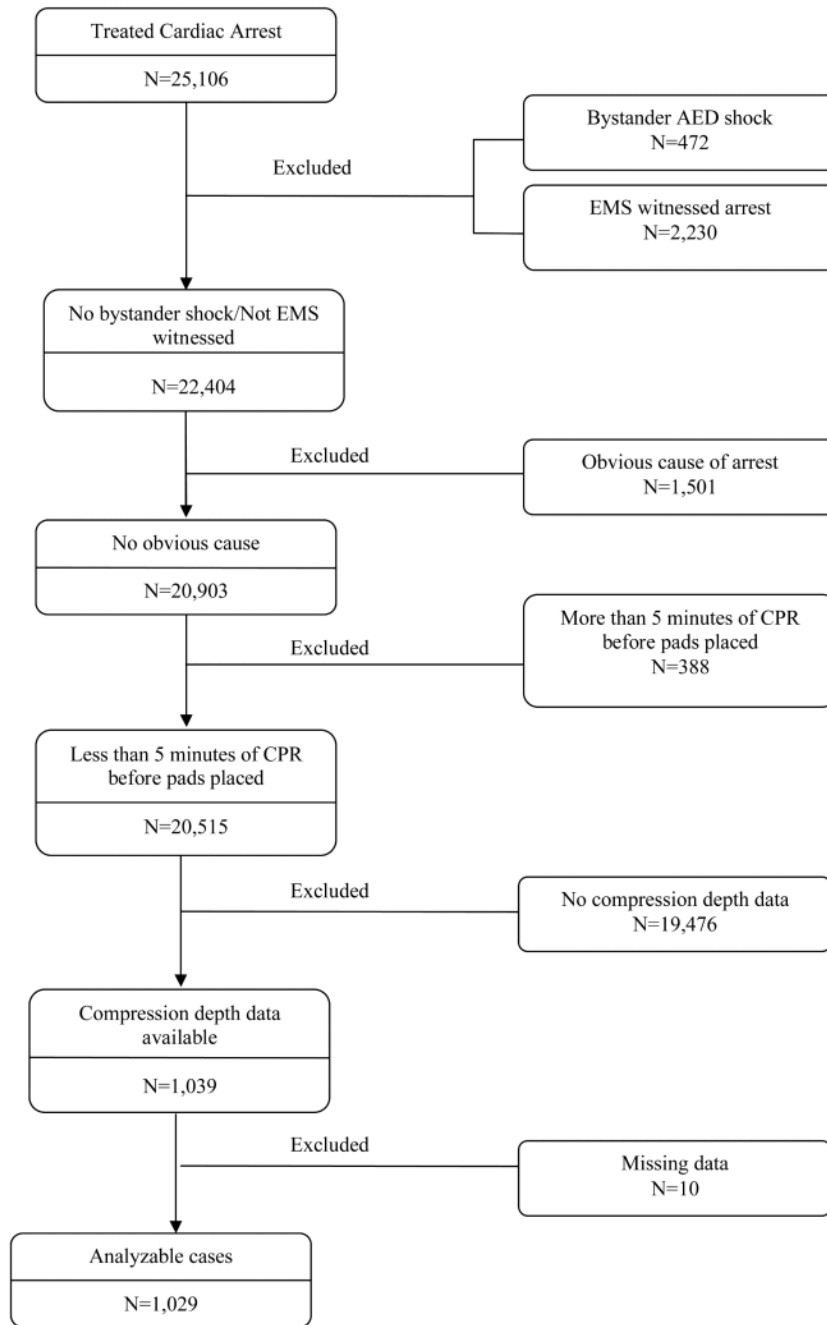 Treated Cardiac Arrest
N=25,106
Excluded
Bystander AED shock
N=472
EMS witnessed arrest
N=2,230
No bystander shock/Not EMS
witnessed
N=22,404
Excluded
Obvious cause of arrest
N=1,501
No obvious cause
N=20,903
Excluded
More than 5 minutes of CPR
before pads placed
N=388
Less than 5 minutes of CPR
before pads placed
N=20,515
Excluded
No compression depth data
N=19,476
Compression depth data
available
N=1,039
Excluded
Missing data
N=10
Analyzable cases
N=1,029